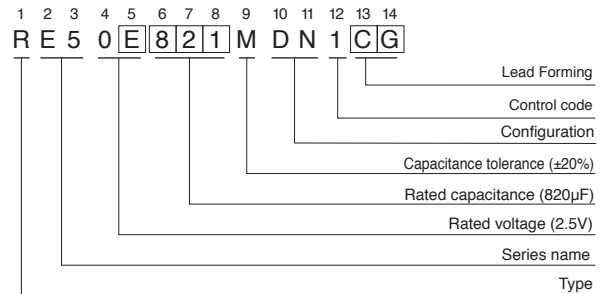 1 2 3 4 5 6 7 8 9 10 11 12 13 14
R E 5 0 E 8 2 1 M D N 1 C G
Lead Forming
Control code
Configuration
Capacitance tolerance (±20%)
Rated capacitance (820µF)
Rated voltage (2.5V)
Series name
Type